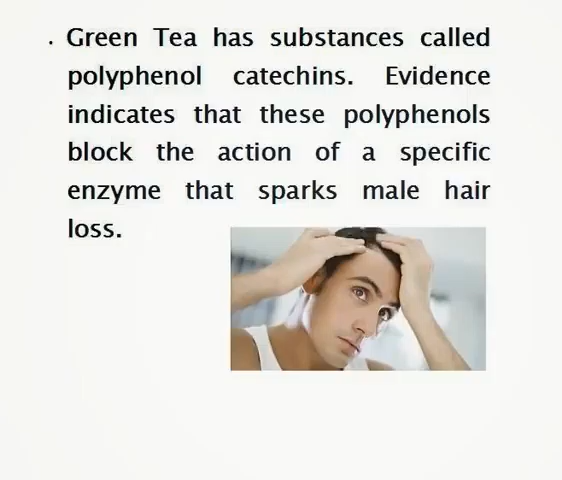 . Green Tea has substances called
polyphenol catechins. Evidence
indicates that these polyphenols
block the action of a specific
enzyme that sparks male hair
loss.